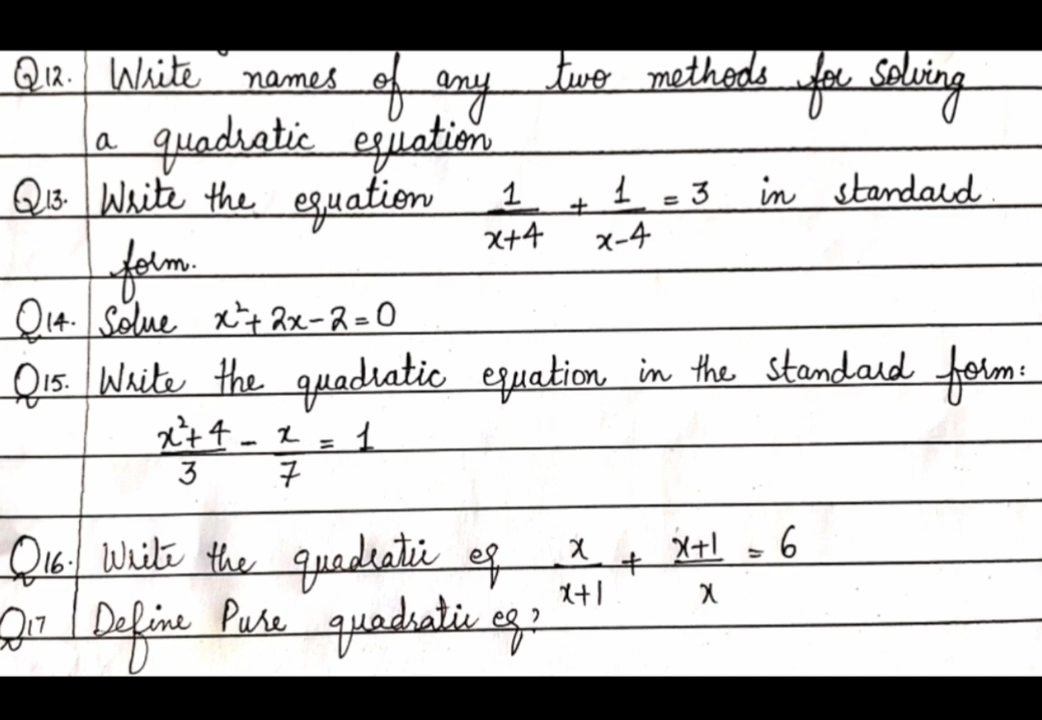 Q12. Write names of any two methods for solving
a quadratic equation
Q13. Write the equation 1/(x+4) + 1/(x-4) = 3 in standard
form.
Q14. Solve x²+2x-2=0
Q15. Write the quadratic equation in the standard form:
(x²+4)/3 - x/7 = 1
Q16. Write the quadratic eq x/(x+1) + (x+1)/x = 6
Q17 Define Pure quadratic eq?